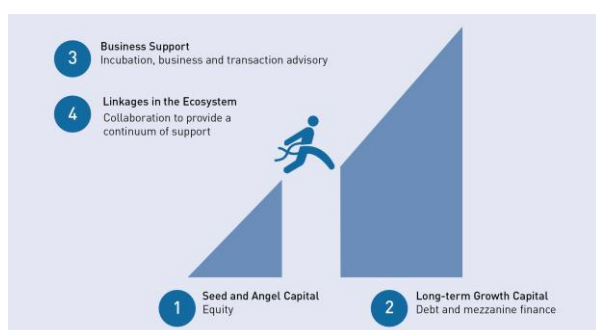 3
Business Support
Incubation, business and transaction advisory
4
Linkages in the Ecosystem
Collaboration to provide a
continuum of support
1
Seed and Angel Capital
Equity
2
Long-term Growth Capital
Debt and mezzanine finance